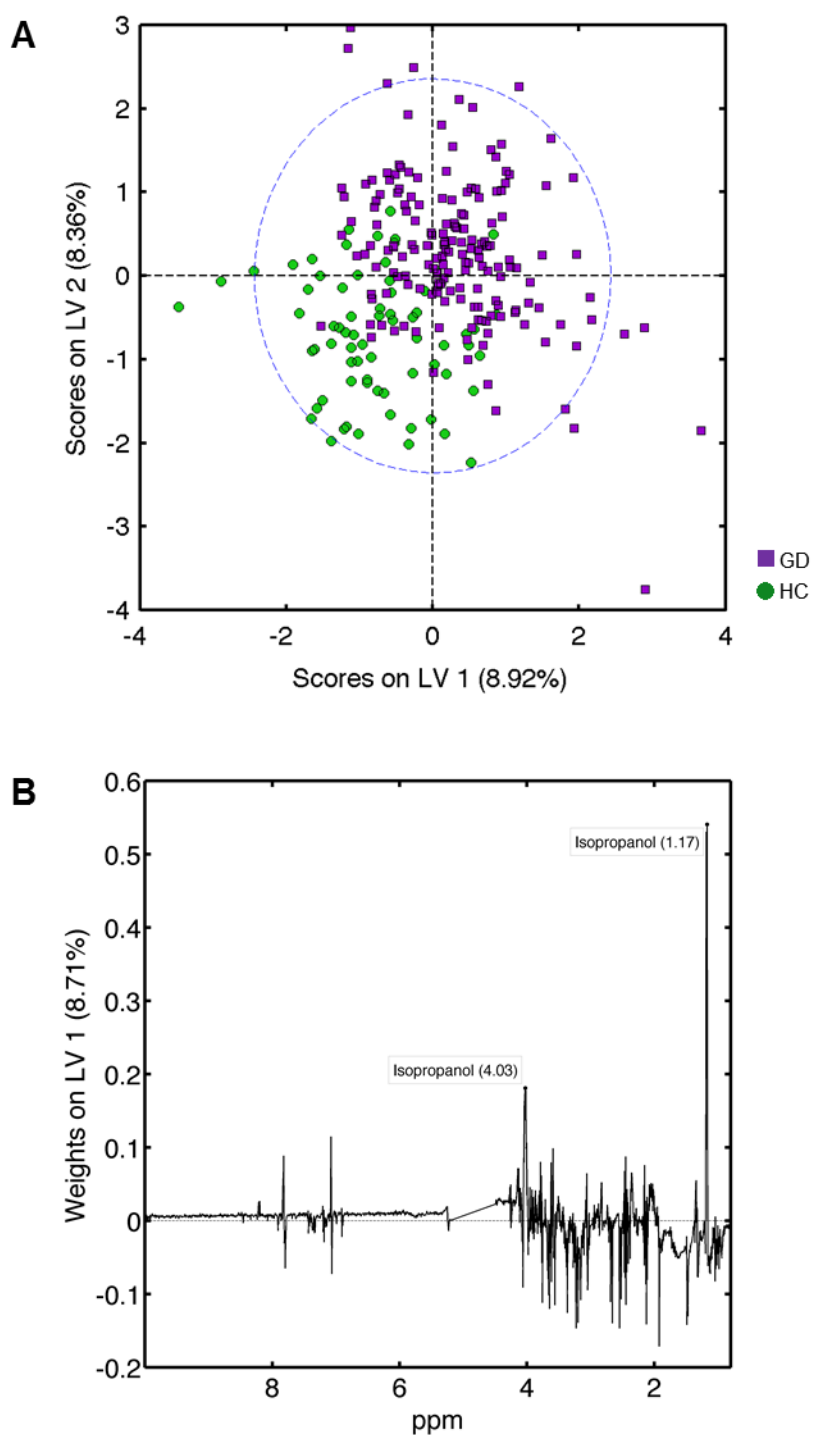 A
3
2
1
0
-1
-2
-3
-4
-4
-2
0
2
4
Scores on LV 2 (8.36%)
Scores on LV 1 (8.92%)
GD
HC
B
0.6
0.5
0.4
0.3
0.2
0.1
0
-0.1
-0.2
Isopropanol (1.17)
Isopropanol (4.03)
Weights on LV 1 (8.71%)
8
6
4
2
ppm